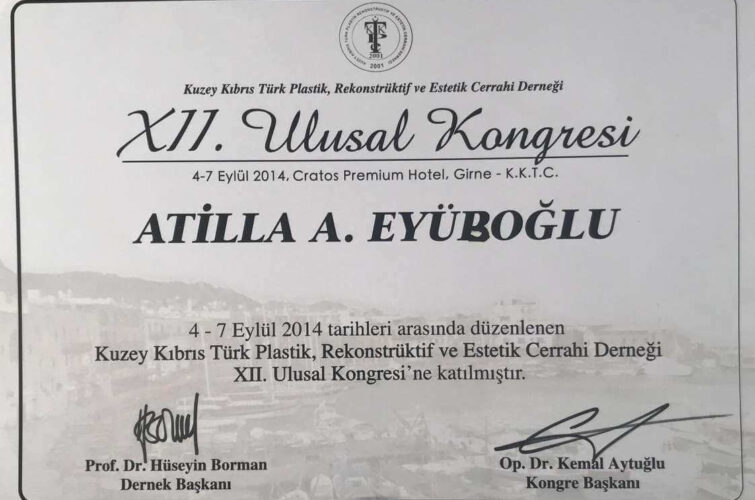 2001
2001
Kuzey Kıbrıs Türk Plastik, Rekonstrüktif ve Estetik Cerrahi Derneği
XII. Ulusal Kongresi
4-7 Eylül 2014, Cratos Premium Hotel, Girne - K.K.T.C.
ATİLLA A. EYÜBOĞLU
4 - 7 Eylül 2014 tarihleri arasında düzenlenen
Kuzey Kıbrıs Türk Plastik, Rekonstrüktif ve Estetik Cerrahi Derneği
XII. Ulusal Kongresi’ne katılmıştır.
Prof. Dr. Hüseyin Borman
Dernek Başkanı
Op. Dr. Kemal Aytuğlu
Kongre Başkanı